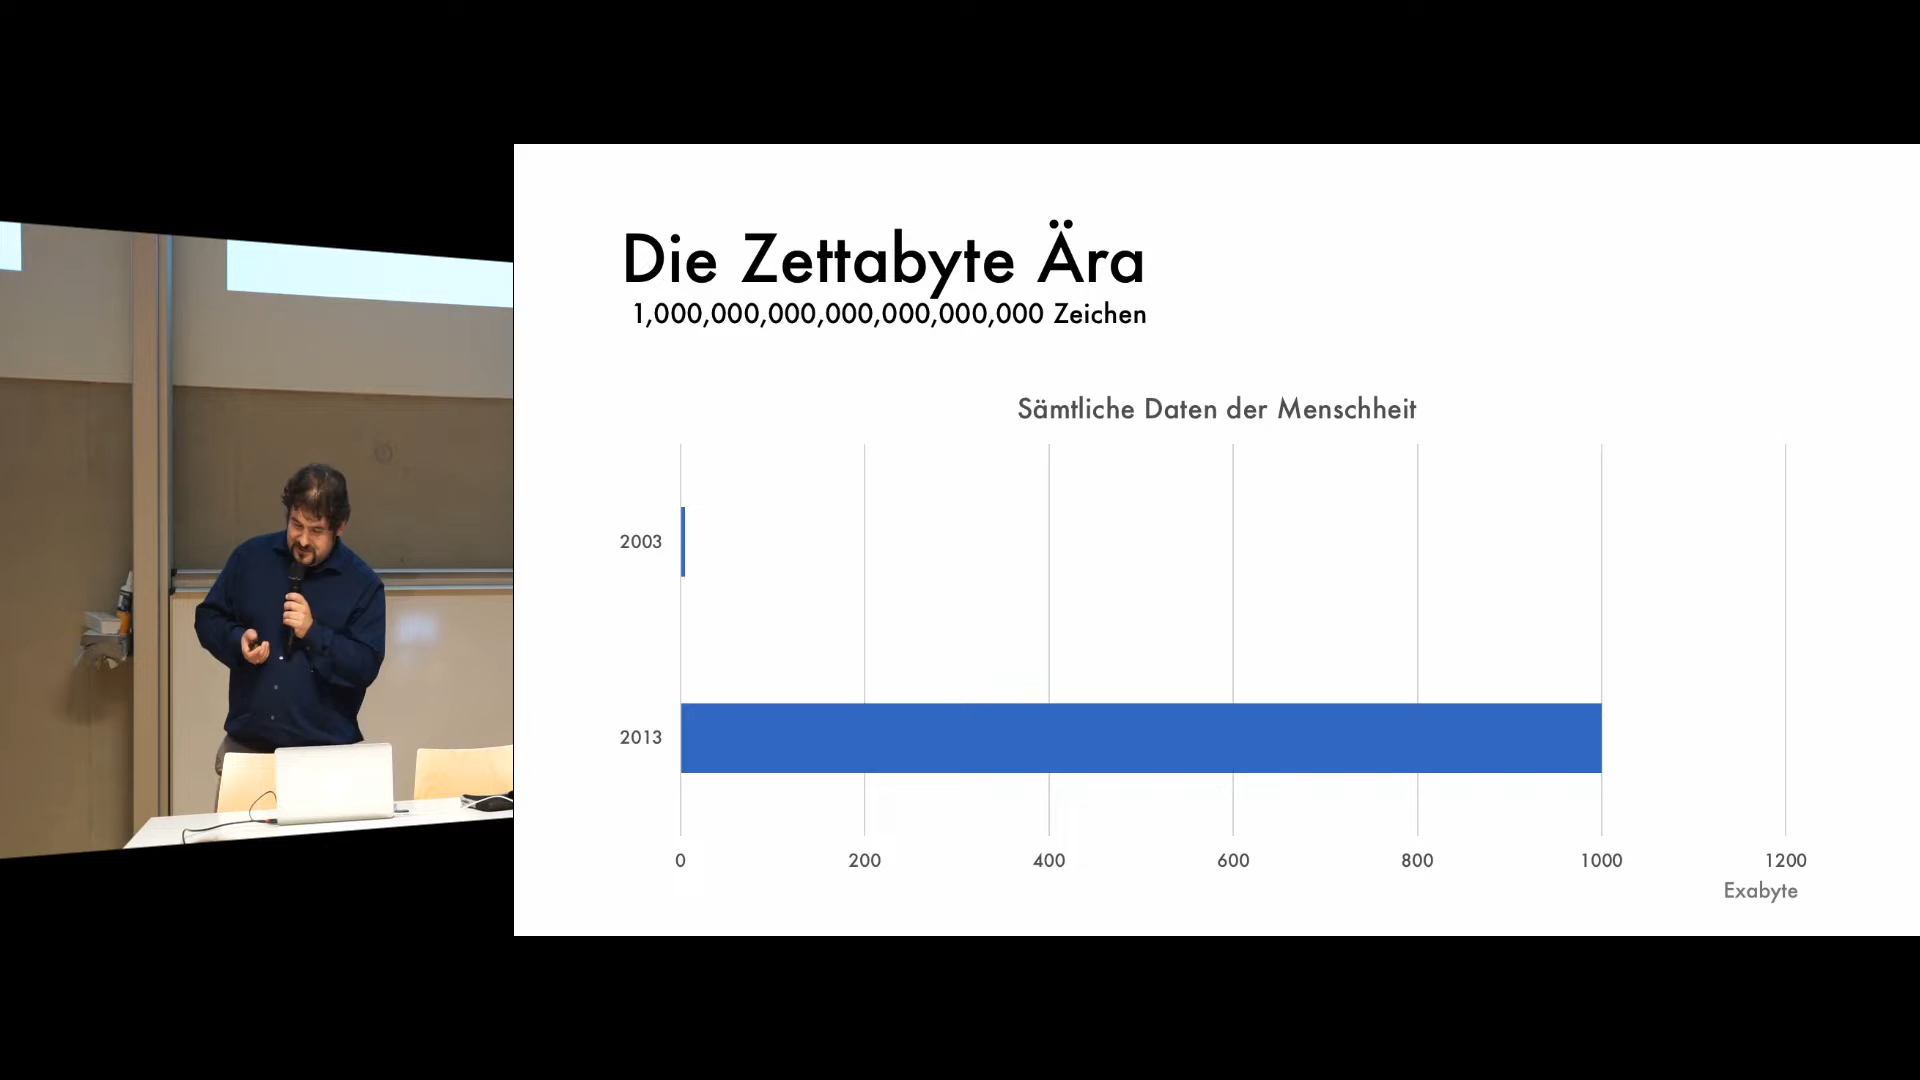 Die Zettabyte Ära
1,000,000,000,000,000,000,000 Zeichen
Sämtliche Daten der Menschheit
2003
2013
0 200 400 600 800 1000 1200
Exabyte